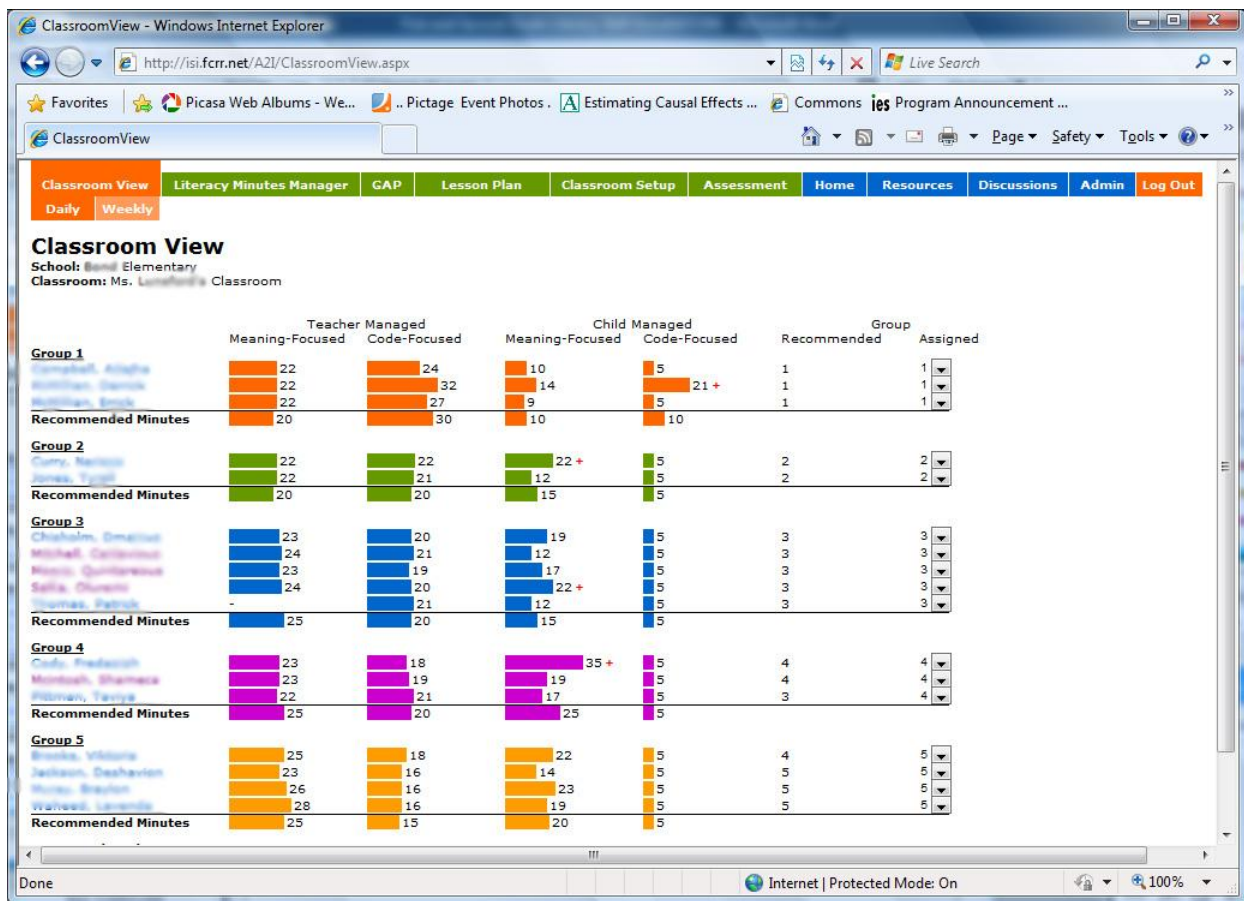 ClassroomView - Windows Internet Explorer
http://isi.fcrr.net/A2I/ClassroomView.aspx Live Search
Favorites Picasa Web Albums - We... .. Pictage Event Photos . A Estimating Causal Effects ... Commons ies Program Announcement ... »
ClassroomView Page Safety Tools »
Classroom View Literacy Minutes Manager GAP Lesson Plan Classroom Setup Assessment Home Resources Discussions Admin Log Out
Daily Weekly
Classroom View
School: Elementary
Classroom: Ms. Classroom
Teacher Managed Child Managed Group
Meaning-Focused Code-Focused Meaning-Focused Code-Focused Recommended Assigned
Group 1
22 24 10 5 1 1
22 32 14 21 + 1 1
22 27 9 5 1 1
Recommended Minutes 20 30 10 10
Group 2
22 22 22 + 5 2 2
22 21 12 5 2 2
Recommended Minutes 20 20 15 5
Group 3
23 20 19 5 3 3
24 21 12 5 3 3
23 19 17 5 3 3
24 20 22 + 5 3 3
- 21 12 5 3 3
Recommended Minutes 25 20 15 5
Group 4
23 18 35 + 5 4 4
23 19 19 5 4 4
22 21 17 5 3 4
Recommended Minutes 25 20 25 5
Group 5
25 18 22 5 4 5
23 16 14 5 5 5
26 16 23 5 5 5
28 16 19 5 5 5
Recommended Minutes 25 15 20 5
Done Internet | Protected Mode: On 100%